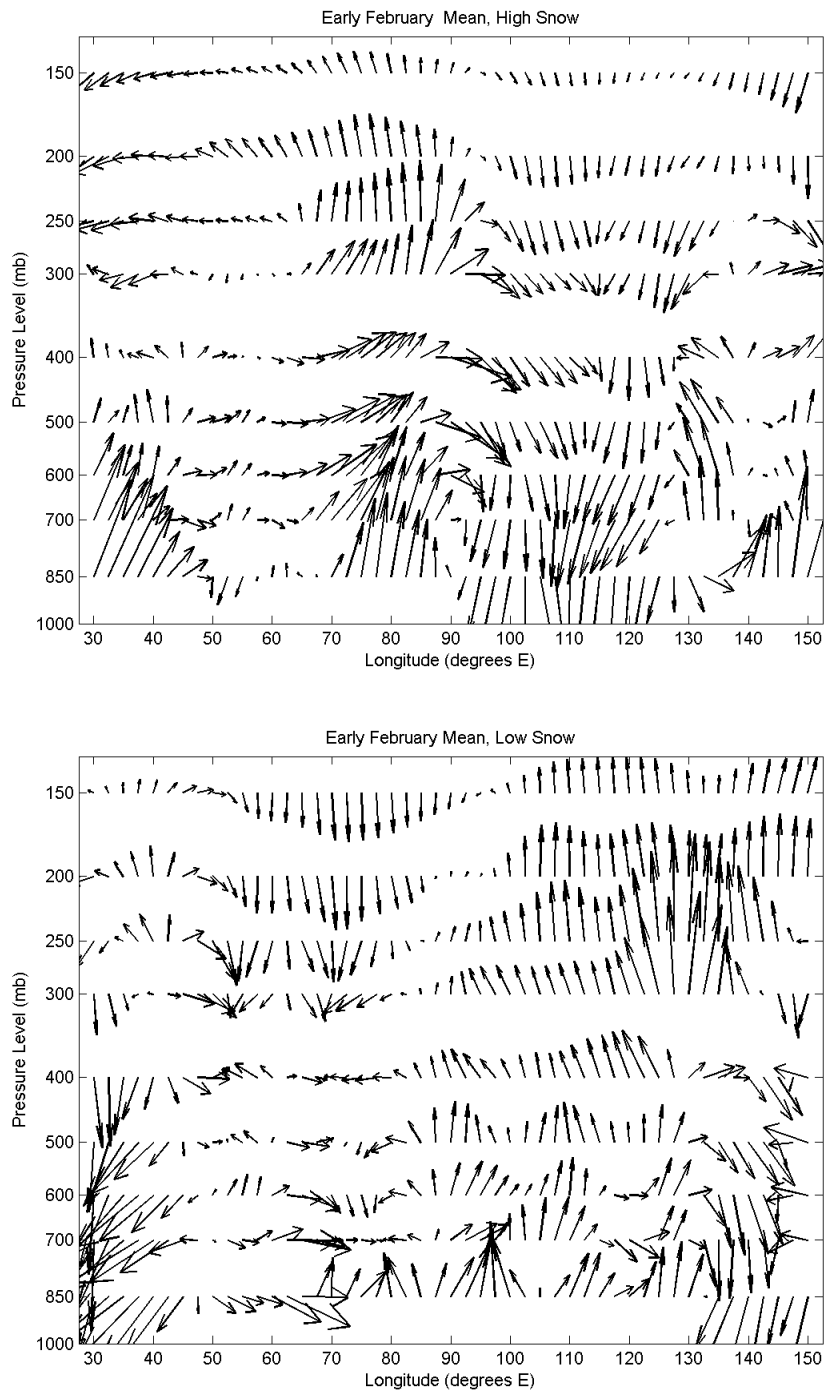 Early February Mean, High Snow
150
200
250
300
400
500
600
700
850
1000
Pressure Level (mb)
30 40 50 60 70 80 90 100 110 120 130 140 150
Longitude (degrees E)
Early February Mean, Low Snow
150
200
250
300
400
500
600
700
850
1000
Pressure Level (mb)
30 40 50 60 70 80 90 100 110 120 130 140 150
Longitude (degrees E)